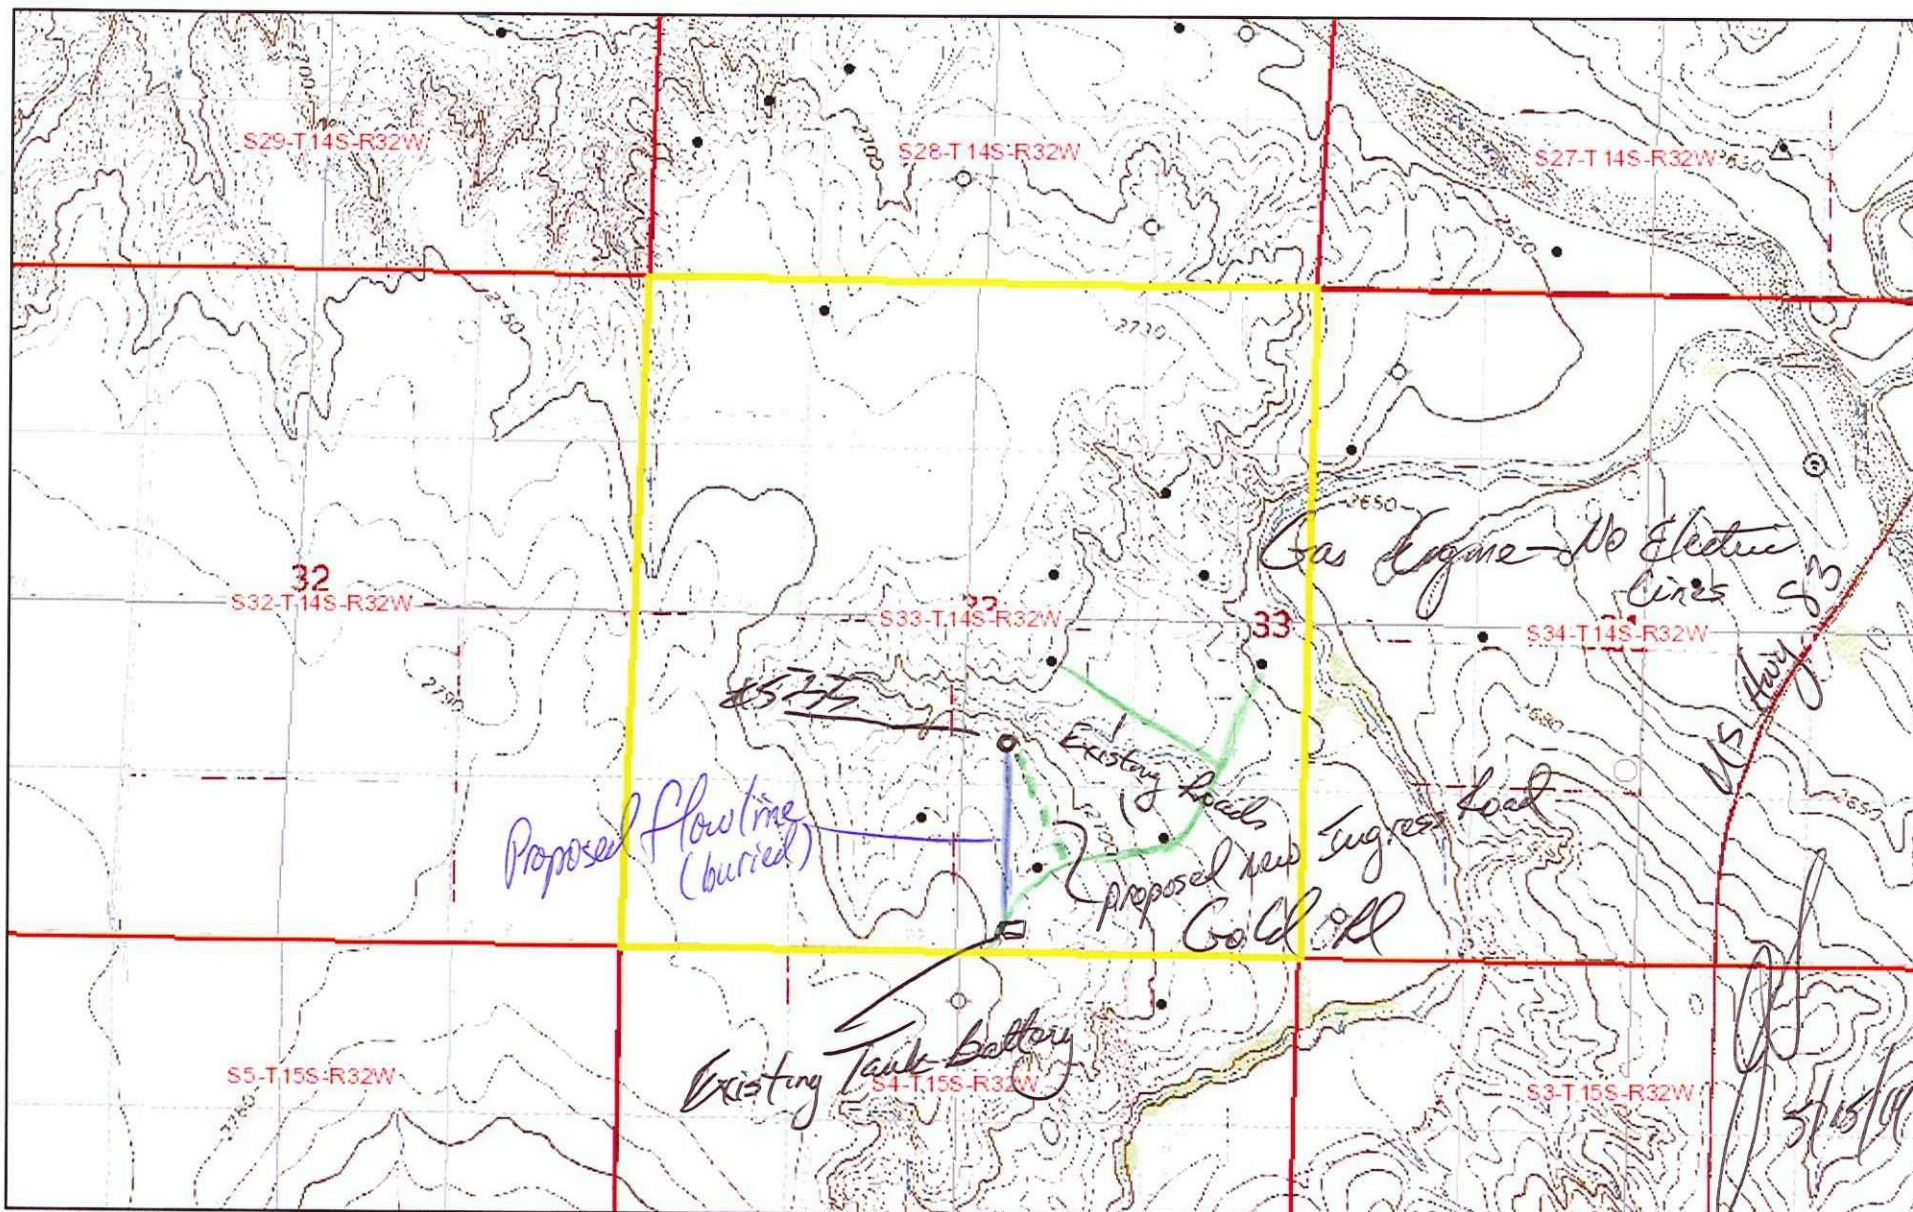 2700
S29-T14S-R32W
2700
S28-T14S-R32W
S27-T14S-R32W
2750
2730
2650
Gas Engine - No Electric
Lines
32
S32-T14S-R32W
S33-T14S-R32W
33
S34-T14S-R32W
US Hwy 83
Existing Roads
Proposed flowline
(buried)
proposed new Ingress Road
2650
Existing Tank Battery
S5-T15S-R32W
S4-T15S-R32W
S3-T15S-R32W
2760